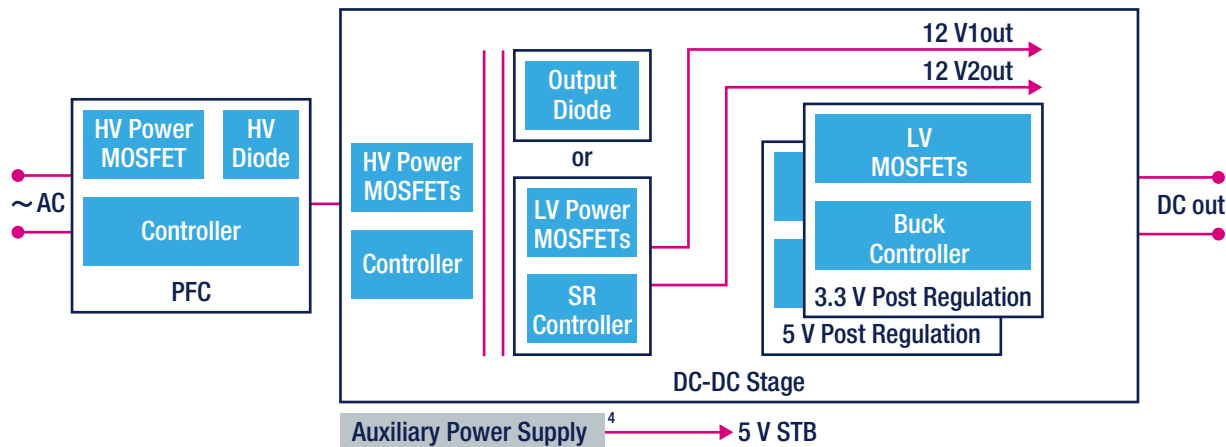 12 V1out
12 V2out
Output
Diode
or
HV Power
MOSFET
HV
Diode
Controller
PFC
~ AC
HV Power
MOSFETs
Controller
LV Power
MOSFETs
SR
Controller
LV
MOSFETs
Buck
Controller
3.3 V Post Regulation
5 V Post Regulation
DC out
DC-DC Stage
Auxiliary Power Supply 4
5 V STB